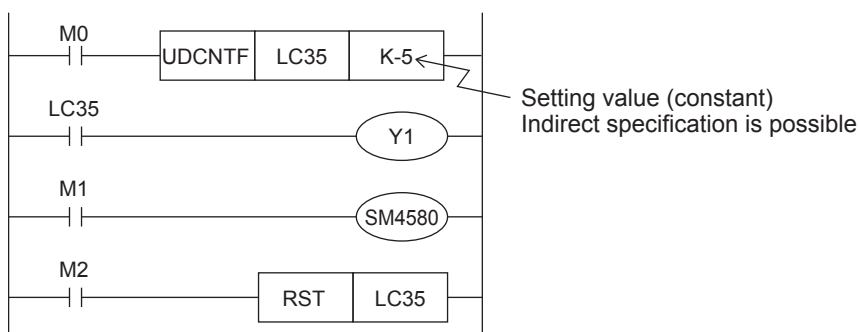 M0
UDCNTF LC35 K-5
Setting value (constant)
Indirect specification is possible
LC35
Y1
M1
SM4580
M2
RST LC35